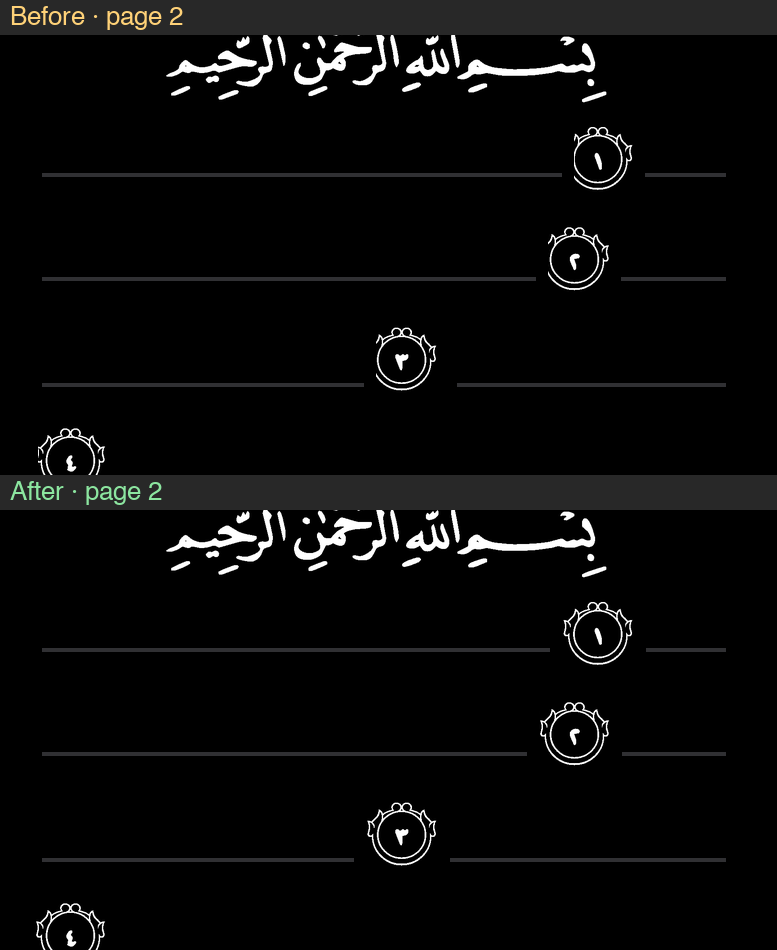 Before · page 2
بِسْمِ اللَّهِ الرَّحْمَٰنِ الرَّحِيمِ
١
٢
٣
٤
After · page 2
بِسْمِ اللَّهِ الرَّحْمَٰنِ الرَّحِيمِ
١
٢
٣
٤